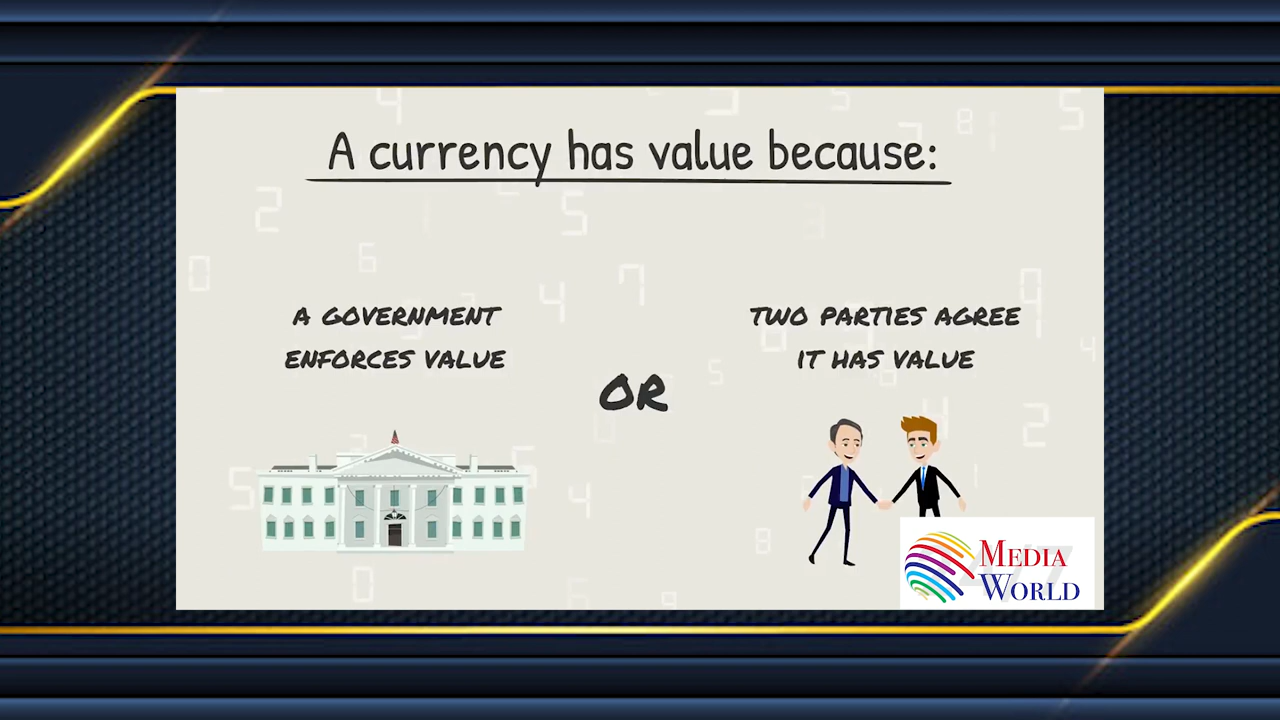 A currency has value because:
A GOVERNMENT
ENFORCES VALUE
OR
TWO PARTIES AGREE
IT HAS VALUE
MEDIA
WORLD